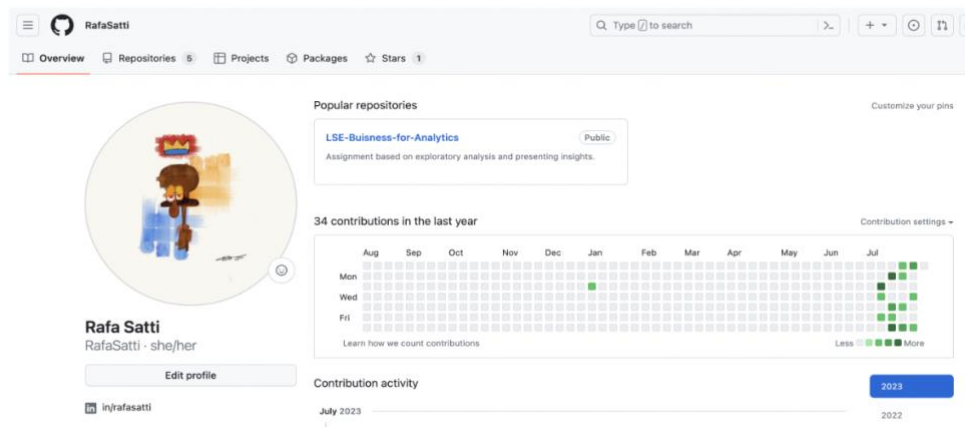 RafaSatti
Type / to search
Overview Repositories 5 Projects Packages Stars 1
Popular repositories Customize your pins
LSE-Buisness-for-Analytics Public
Assignment based on exploratory analysis and presenting insights.
34 contributions in the last year Contribution settings
Aug Sep Oct Nov Dec Jan Feb Mar Apr May Jun Jul
Mon
Wed
Fri
Learn how we count contributions Less More
Rafa Satti
RafaSatti · she/her
Edit profile
in/rafasatti
Contribution activity
2023
July 2023
2022